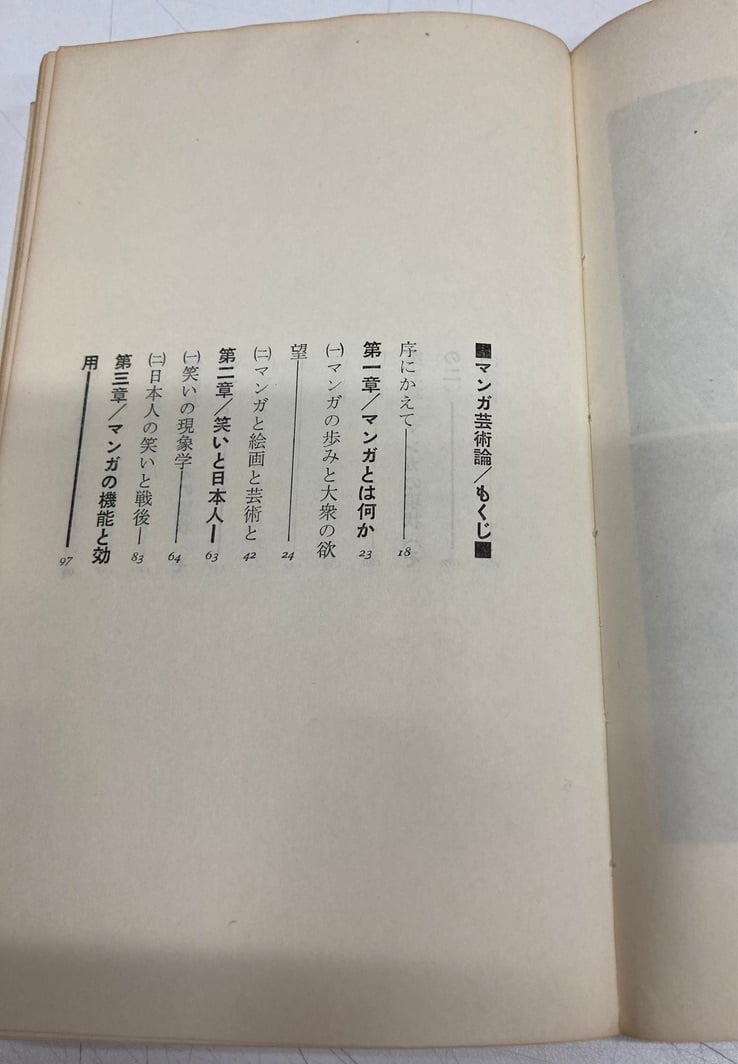 ■マンガ芸術論/もくじ■
序にかえて――18
第一章/マンガとは何か 23
㈠マンガの歩みと大衆の欲
望――24
㈡マンガと絵画と芸術と 42
第二章/笑いと日本人― 63
㈠笑いの現象学――64
㈡日本人の笑いと戦後― 83
第三章/マンガの機能と効
用――97